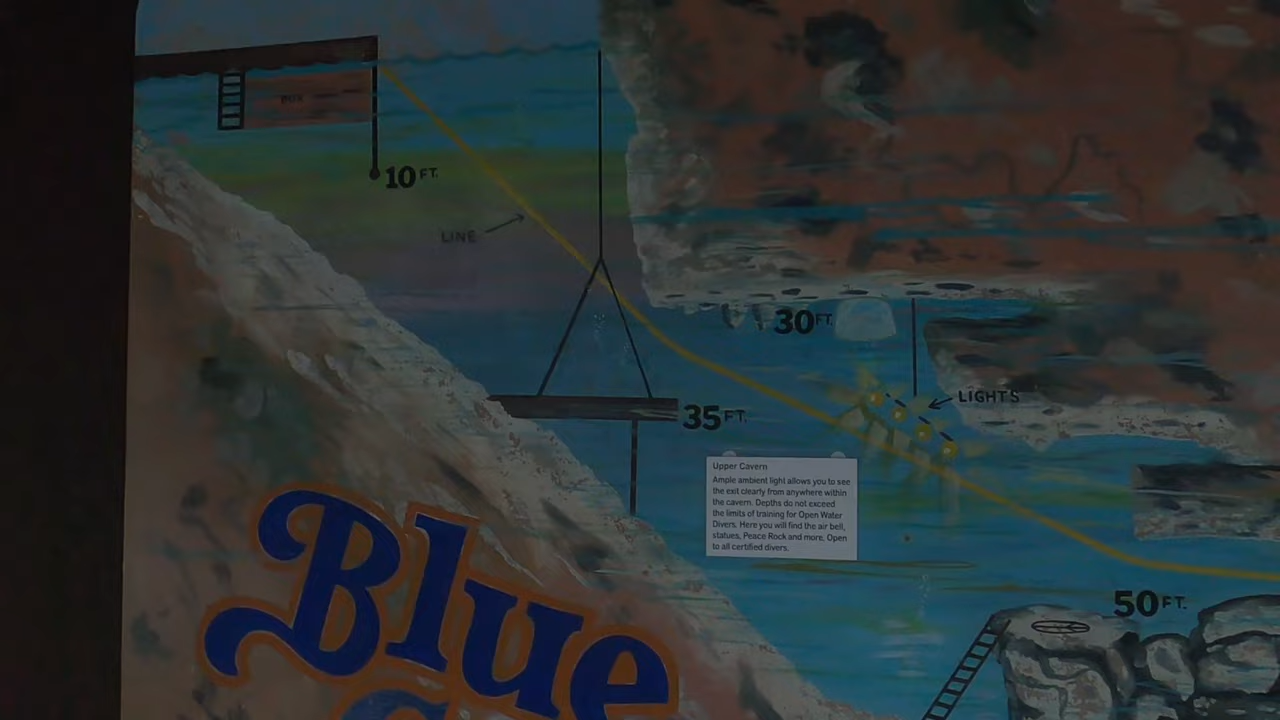 BOX
10 FT.
LINE
30 FT.
LIGHTS
35 FT.
Upper Cavern
Ample ambient light allows you to see
the exit clearly from anywhere within
the cavern. Depths do not exceed
the limits of training for Open Water
Divers. Here you will find the air bell,
statues, Peace Rock and more. Open
to all certified divers.
50 FT.
Blue